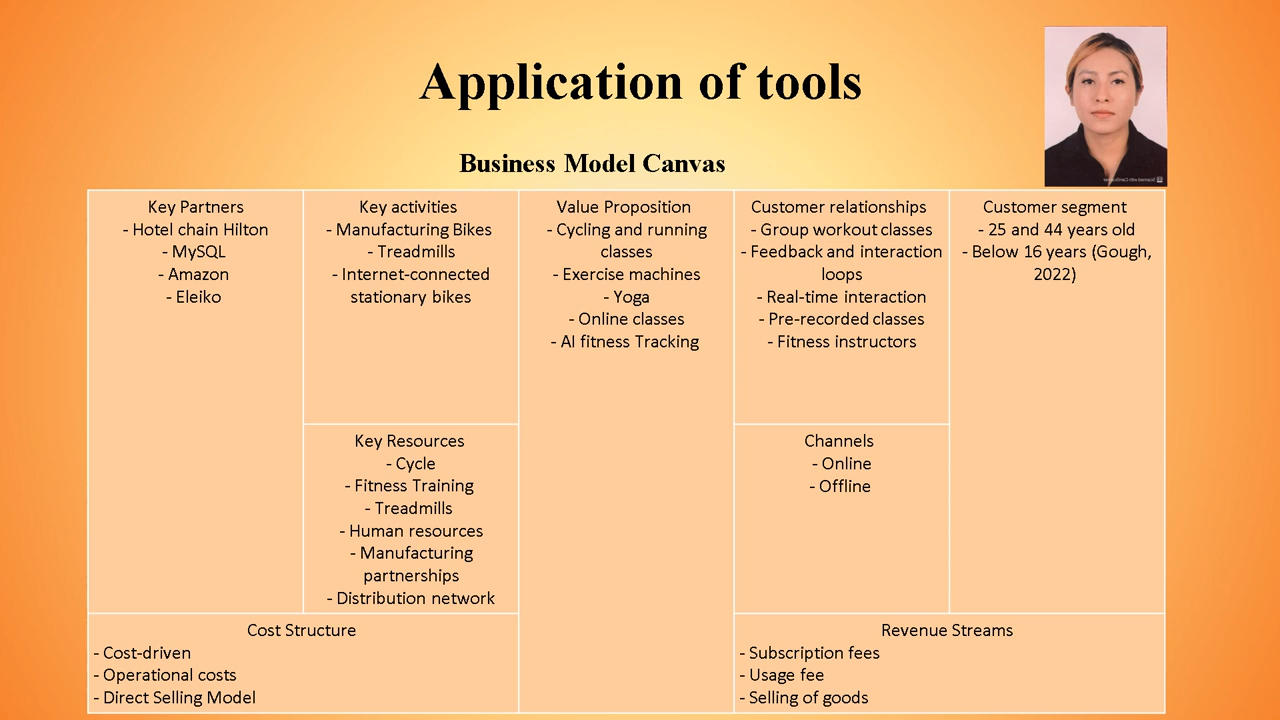 Application of tools
Business Model Canvas
Key Partners
- Hotel chain Hilton
- MySQL
- Amazon
- Eleiko
Key activities
- Manufacturing Bikes
- Treadmills
- Internet-connected
stationary bikes
Key Resources
- Cycle
- Fitness Training
- Treadmills
- Human resources
- Manufacturing
partnerships
- Distribution network
Value Proposition
- Cycling and running
classes
- Exercise machines
- Yoga
- Online classes
- AI fitness Tracking
Customer relationships
- Group workout classes
- Feedback and interaction
loops
- Real-time interaction
- Pre-recorded classes
- Fitness instructors
Channels
- Online
- Offline
Customer segment
- 25 and 44 years old
- Below 16 years (Gough,
2022)
Cost Structure
- Cost-driven
- Operational costs
- Direct Selling Model
Revenue Streams
- Subscription fees
- Usage fee
- Selling of goods